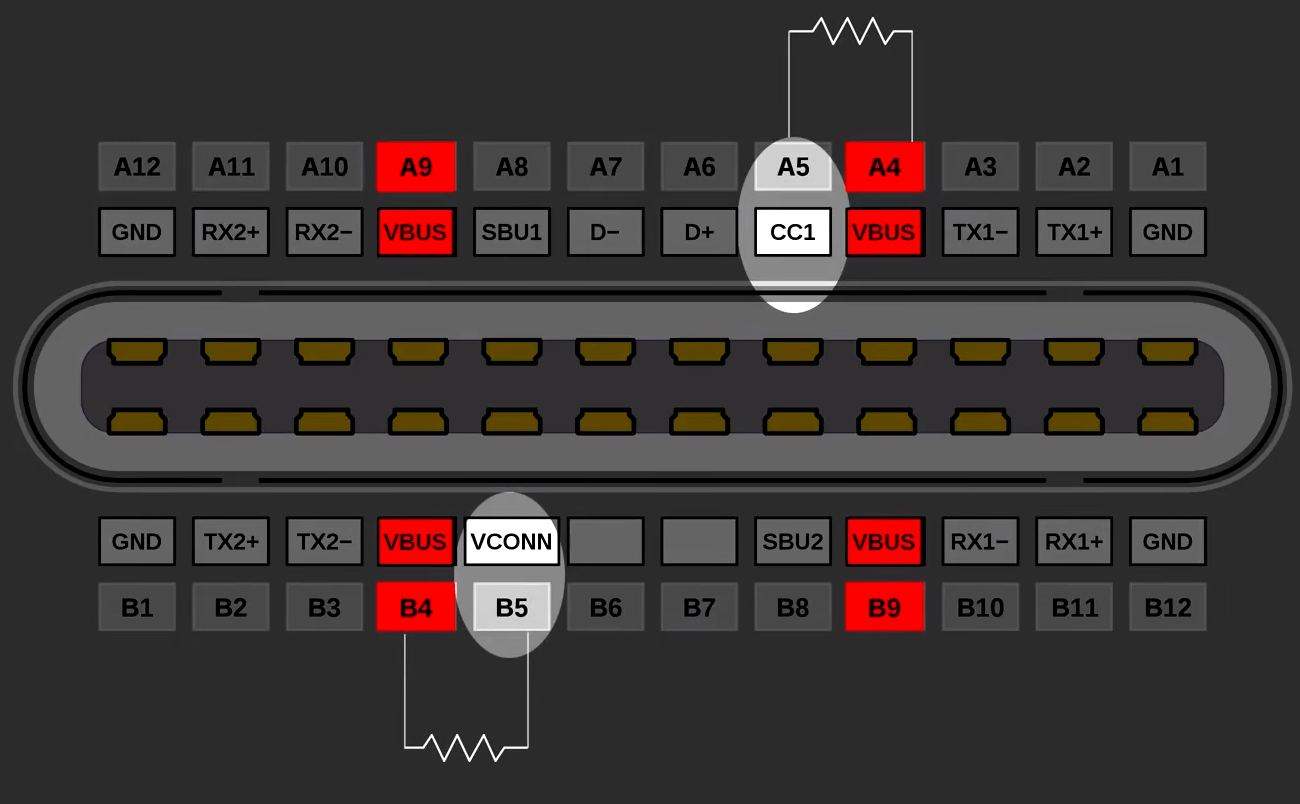 A12 A11 A10 A9 A8 A7 A6 A5 A4 A3 A2 A1
GND RX2+ RX2− VBUS SBU1 D− D+ CC1 VBUS TX1− TX1+ GND
GND TX2+ TX2− VBUS VCONN SBU2 VBUS RX1− RX1+ GND
B1 B2 B3 B4 B5 B6 B7 B8 B9 B10 B11 B12